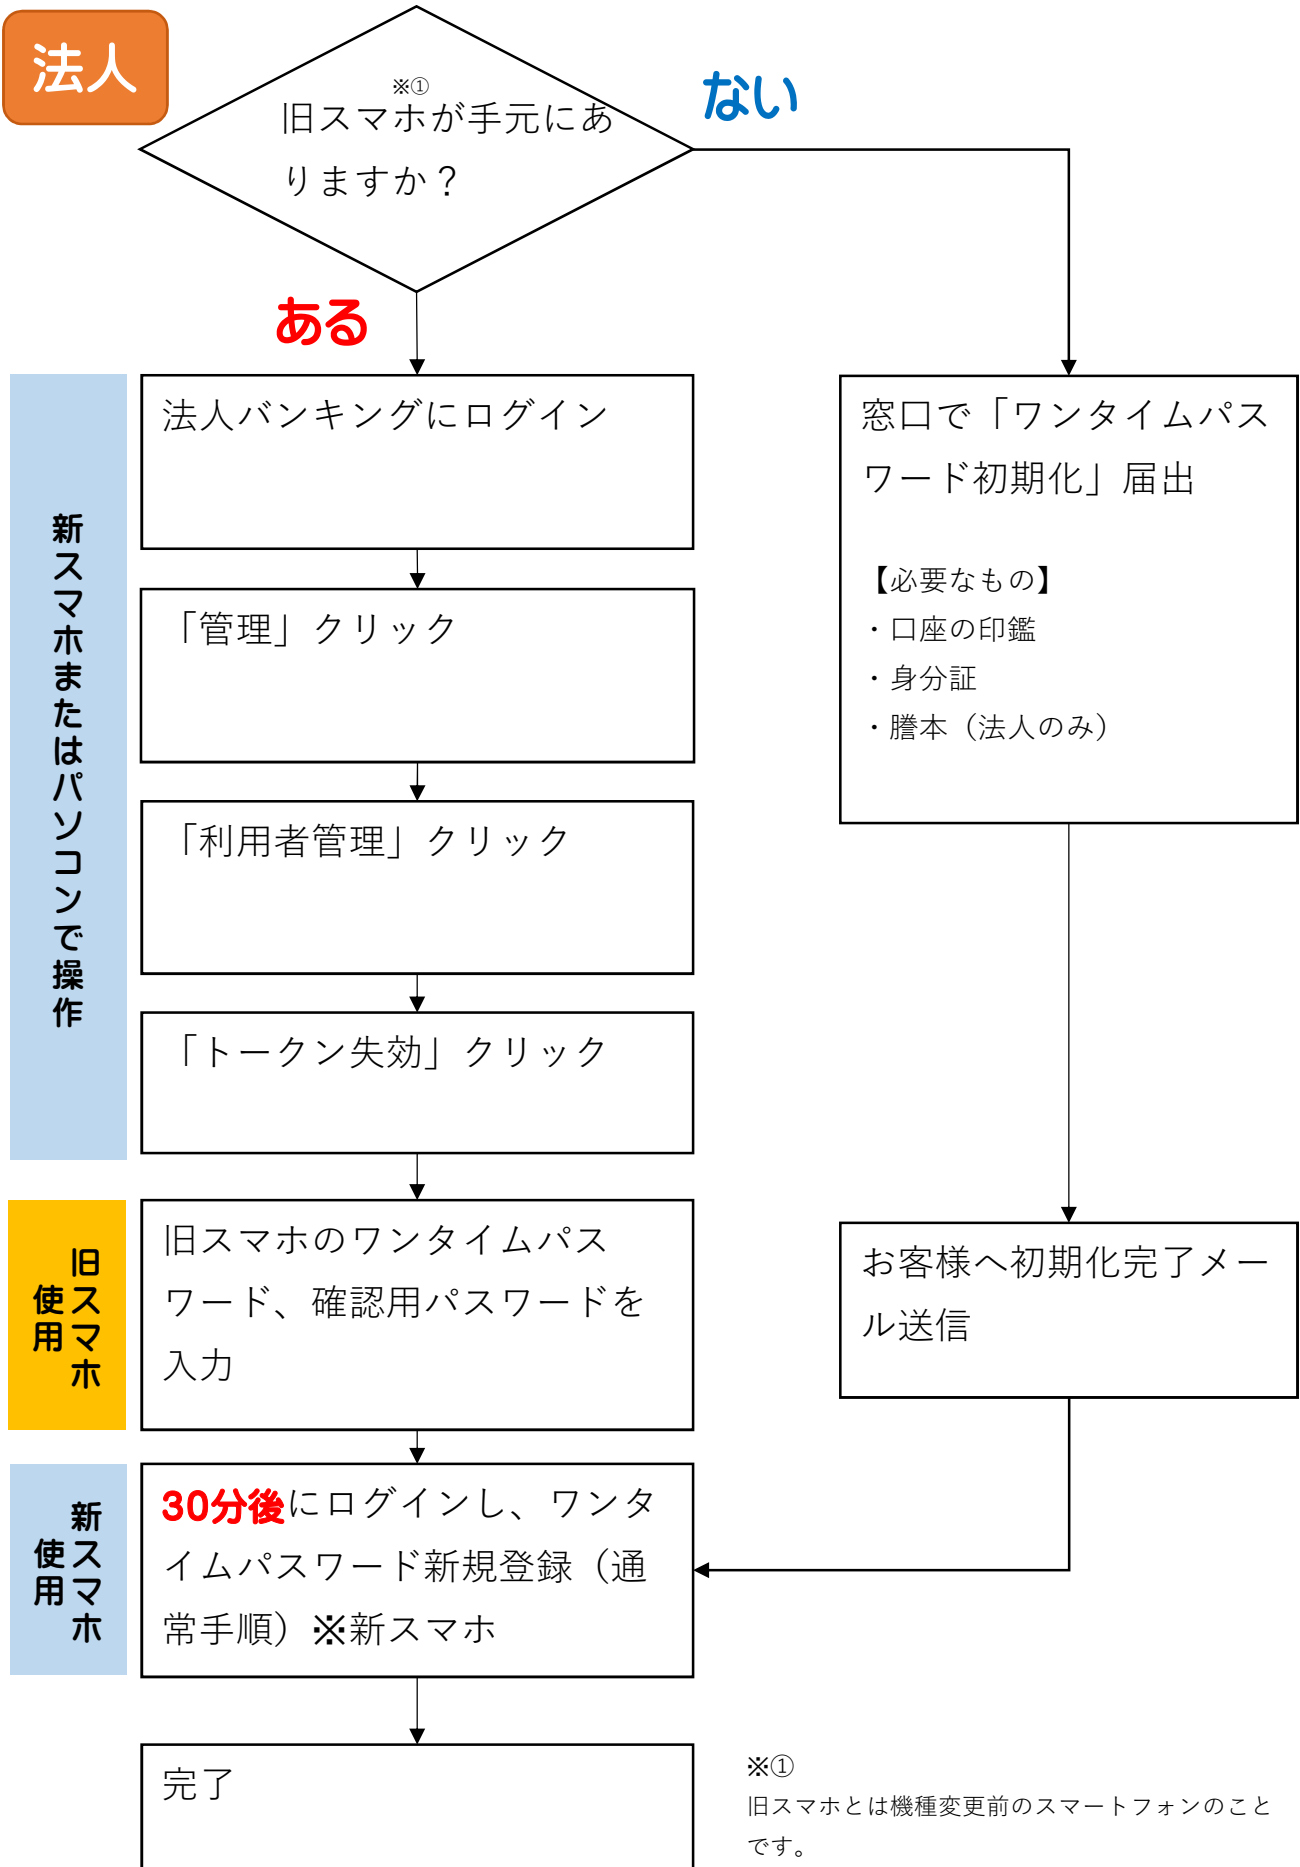 法人
※①
旧スマホが手元にあ
りますか？
ない
ある
新スマホまたはパソコンで操作
法人バンキングにログイン
「管理」クリック
「利用者管理」クリック
「トークン失効」クリック
窓口で「ワンタイムパス
ワード初期化」届出
【必要なもの】
・口座の印鑑
・身分証
・謄本（法人のみ）
旧スマホ
使用
旧スマホのワンタイムパス
ワード、確認用パスワードを
入力
お客様へ初期化完了メー
ル送信
新スマホ
使用
30分後にログインし、ワンタ
イムパスワード新規登録（通
常手順）※新スマホ
完了
※①
旧スマホとは機種変更前のスマートフォンのこと
です。